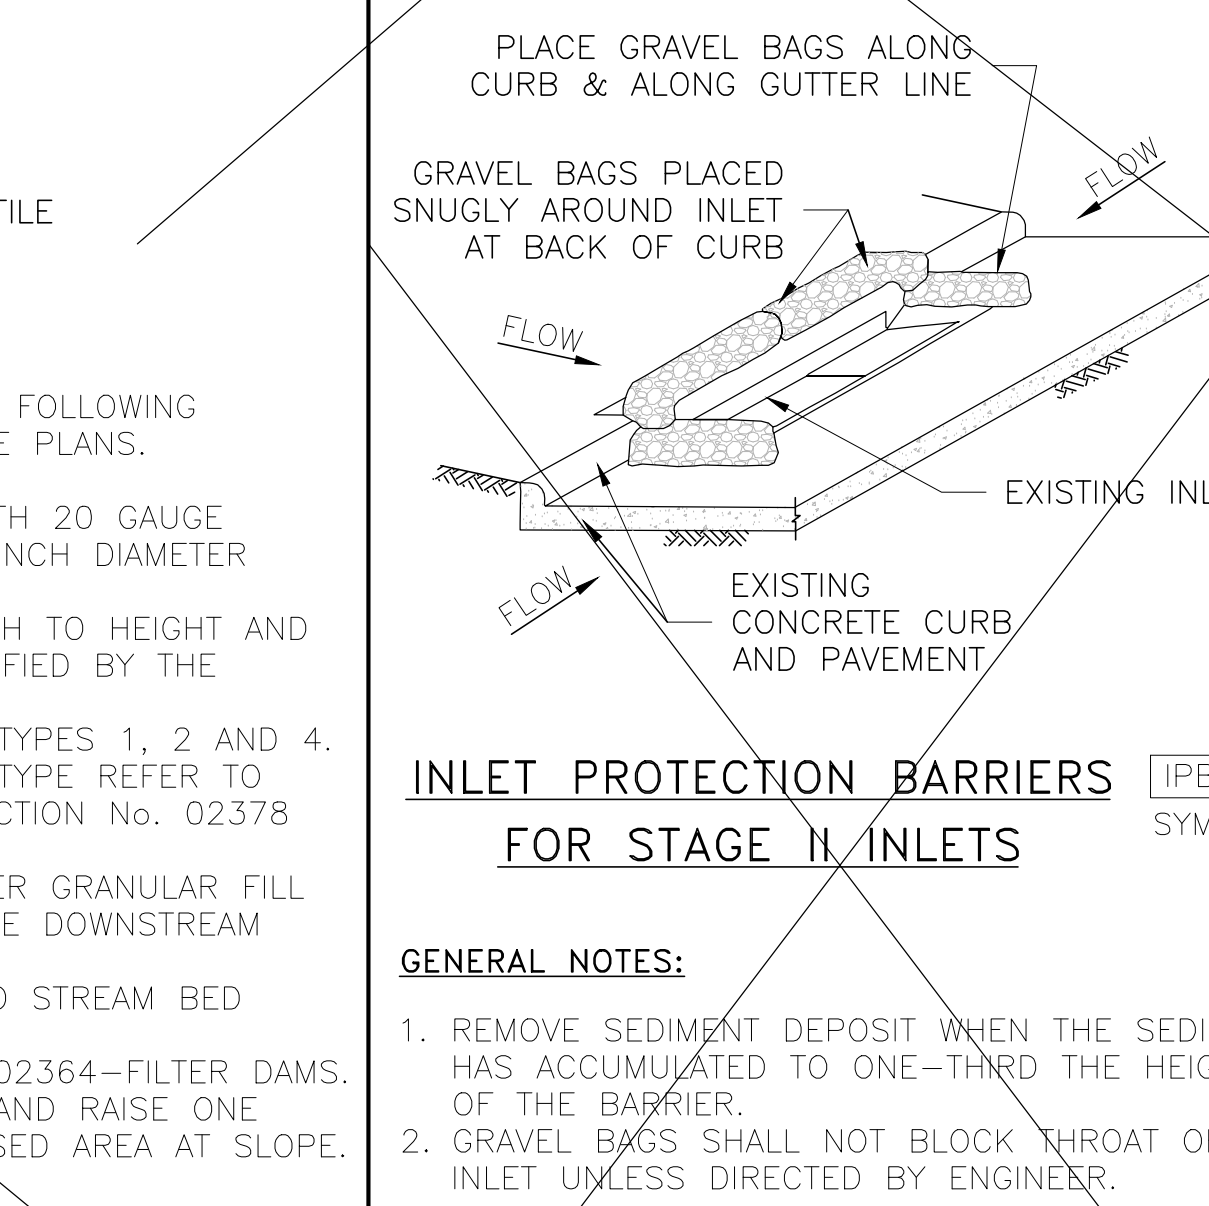 TILE
FOLLOWING
E PLANS.
TH 20 GAUGE
NCH DIAMETER
H TO HEIGHT AND
FIED BY THE
TYPES 1, 2 AND 4.
TYPE REFER TO
CTION No. 02378
ER GRANULAR FILL
E DOWNSTREAM
STREAM BED
02364-FILTER DAMS.
AND RAISE ONE
SED AREA AT SLOPE.
PLACE GRAVEL BAGS ALONG
CURB & ALONG GUTTER LINE
FLOW
GRAVEL BAGS PLACED
SNUGLY AROUND INLET
AT BACK OF CURB
FLOW
EXISTING INL
FLOW
EXISTING
CONCRETE CURB
AND PAVEMENT
INLET PROTECTION BARRIERS
FOR STAGE II INLETS
IPB
SYM
GENERAL NOTES:
1. REMOVE SEDIMENT DEPOSIT WHEN THE SEDI
HAS ACCUMULATED TO ONE-THIRD THE HEIG
OF THE BARRIER.
2. GRAVEL BAGS SHALL NOT BLOCK THROAT O
INLET UNLESS DIRECTED BY ENGINEER.